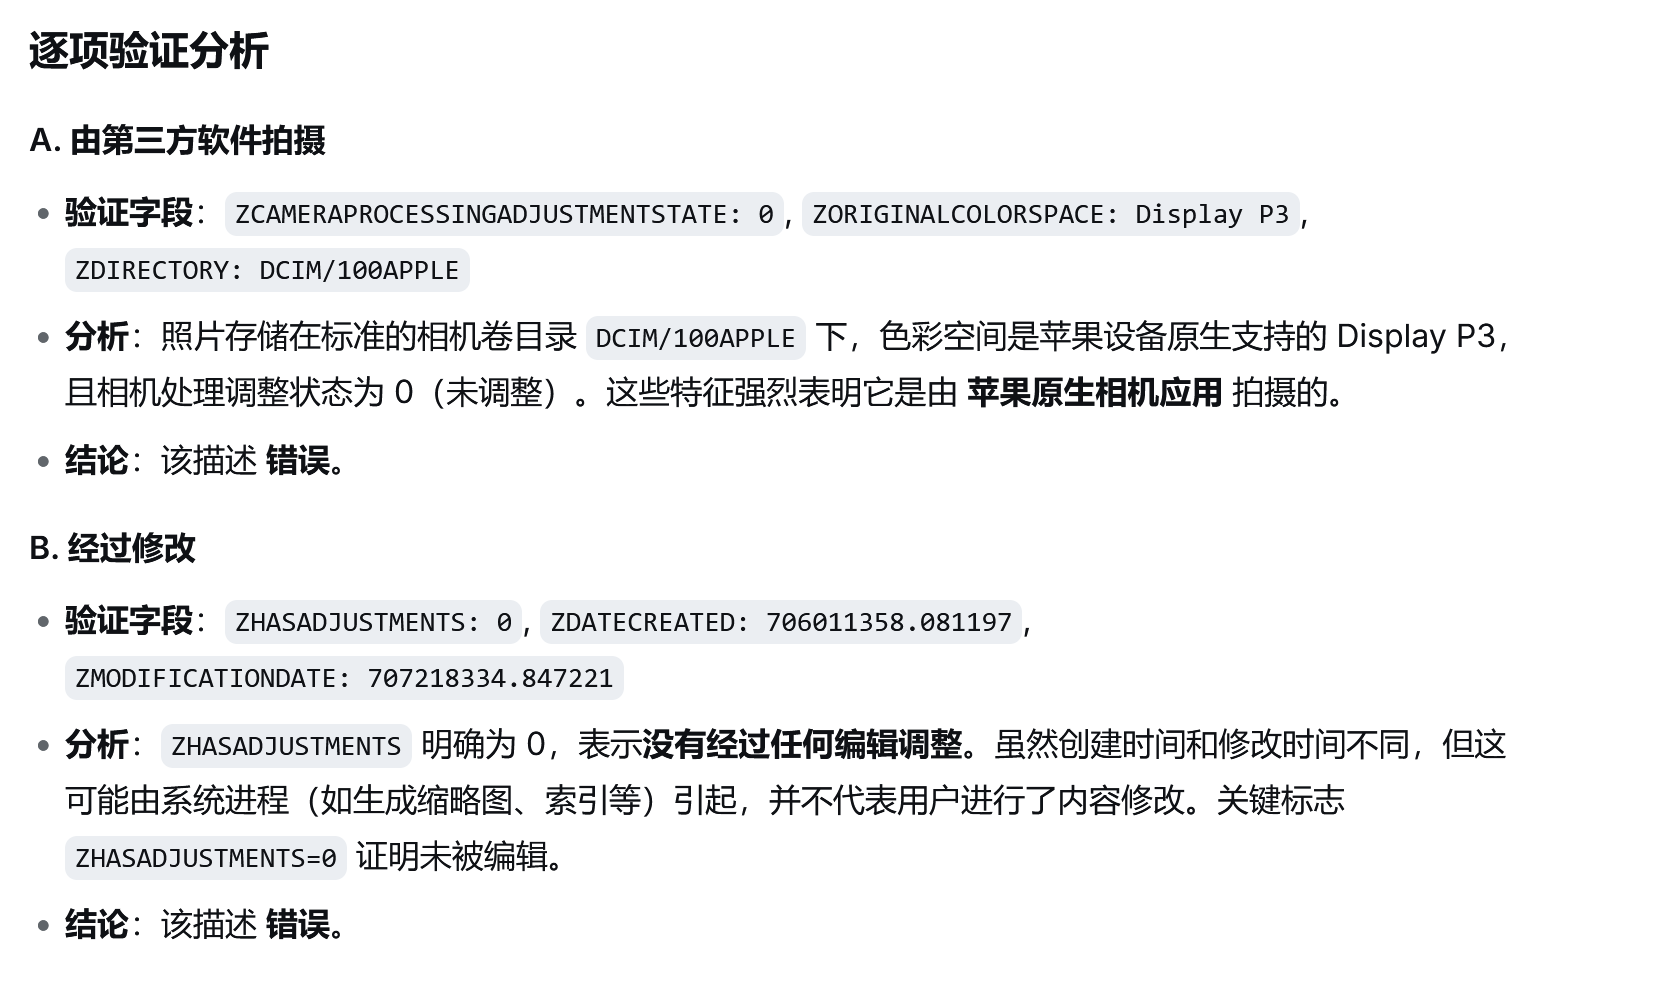 逐项验证分析
A. 由第三方软件拍摄
• 验证字段： ZCAMERAPROCESSINGADJUSTMENTSTATE: 0, ZORIGINALCOLORSPACE: Display P3,
ZDIRECTORY: DCIM/100APPLE
• 分析：照片存储在标准的相机卷目录 DCIM/100APPLE 下，色彩空间是苹果设备原生支持的 Display P3，
且相机处理调整状态为 0（未调整）。这些特征强烈表明它是由 苹果原生相机应用 拍摄的。
• 结论：该描述 错误。
B. 经过修改
• 验证字段： ZHASADJUSTMENTS: 0, ZDATECREATED: 706011358.081197,
ZMODIFICATIONDATE: 707218334.847221
• 分析： ZHASADJUSTMENTS 明确为 0，表示没有经过任何编辑调整。虽然创建时间和修改时间不同，但这
可能由系统进程（如生成缩略图、索引等）引起，并不代表用户进行了内容修改。关键标志
ZHASADJUSTMENTS=0 证明未被编辑。
• 结论：该描述 错误。